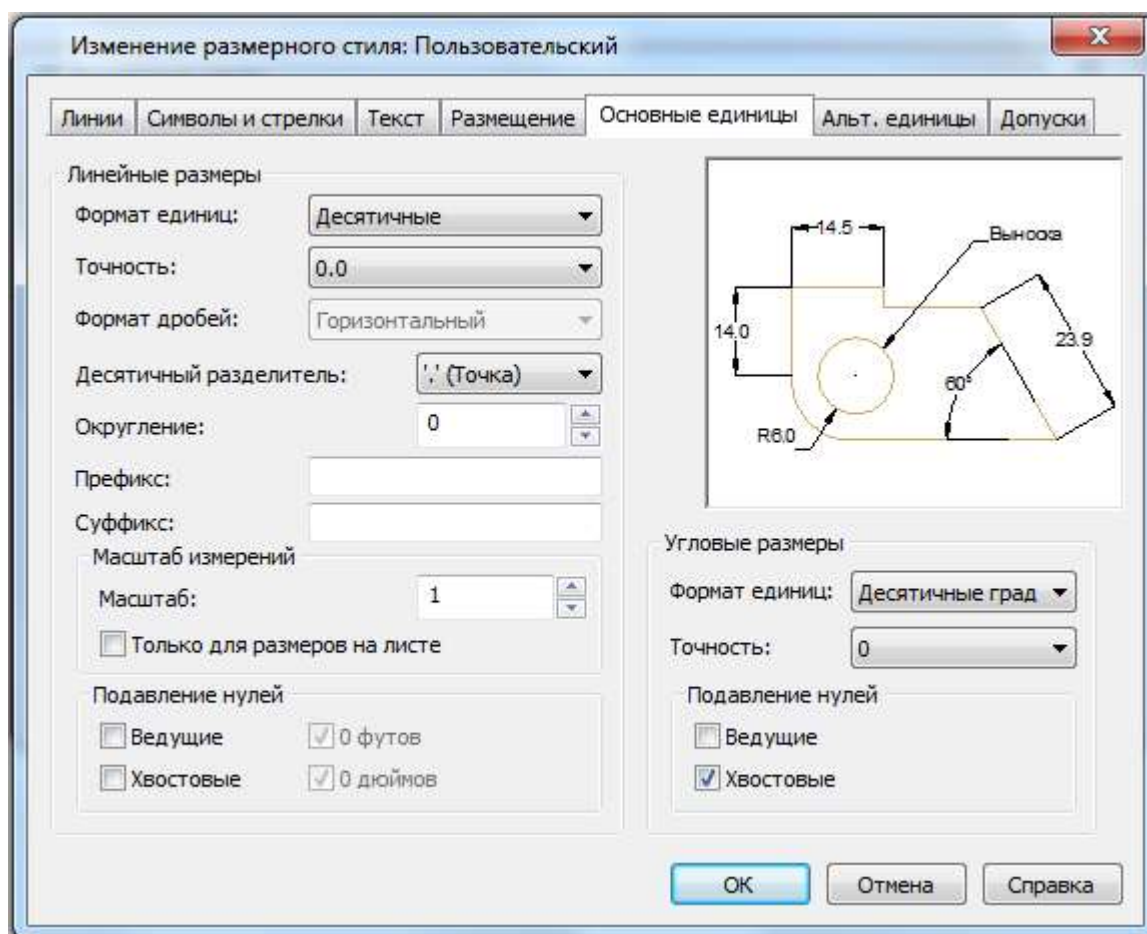 Изменение размерного стиля: Пользовательский
Линии
Символы и стрелки
Текст
Размещение
Основные единицы
Альт. единицы
Допуски
Линейные размеры
Формат единиц:
Десятичные
Точность:
0.0
Формат дробей:
Горизонтальный
Десятичный разделитель:
'.' (Точка)
Округление:
0
Префикс:
Суффикс:
Масштаб измерений
Масштаб:
1
Только для размеров на листе
Подавление нулей
Ведущие
0 футов
Хвостовые
0 дюймов
14.5
Выноска
14.0
23.9
60°
R6.0
Угловые размеры
Формат единиц:
Десятичные град
Точность:
0
Подавление нулей
Ведущие
Хвостовые
ОК
Отмена
Справка